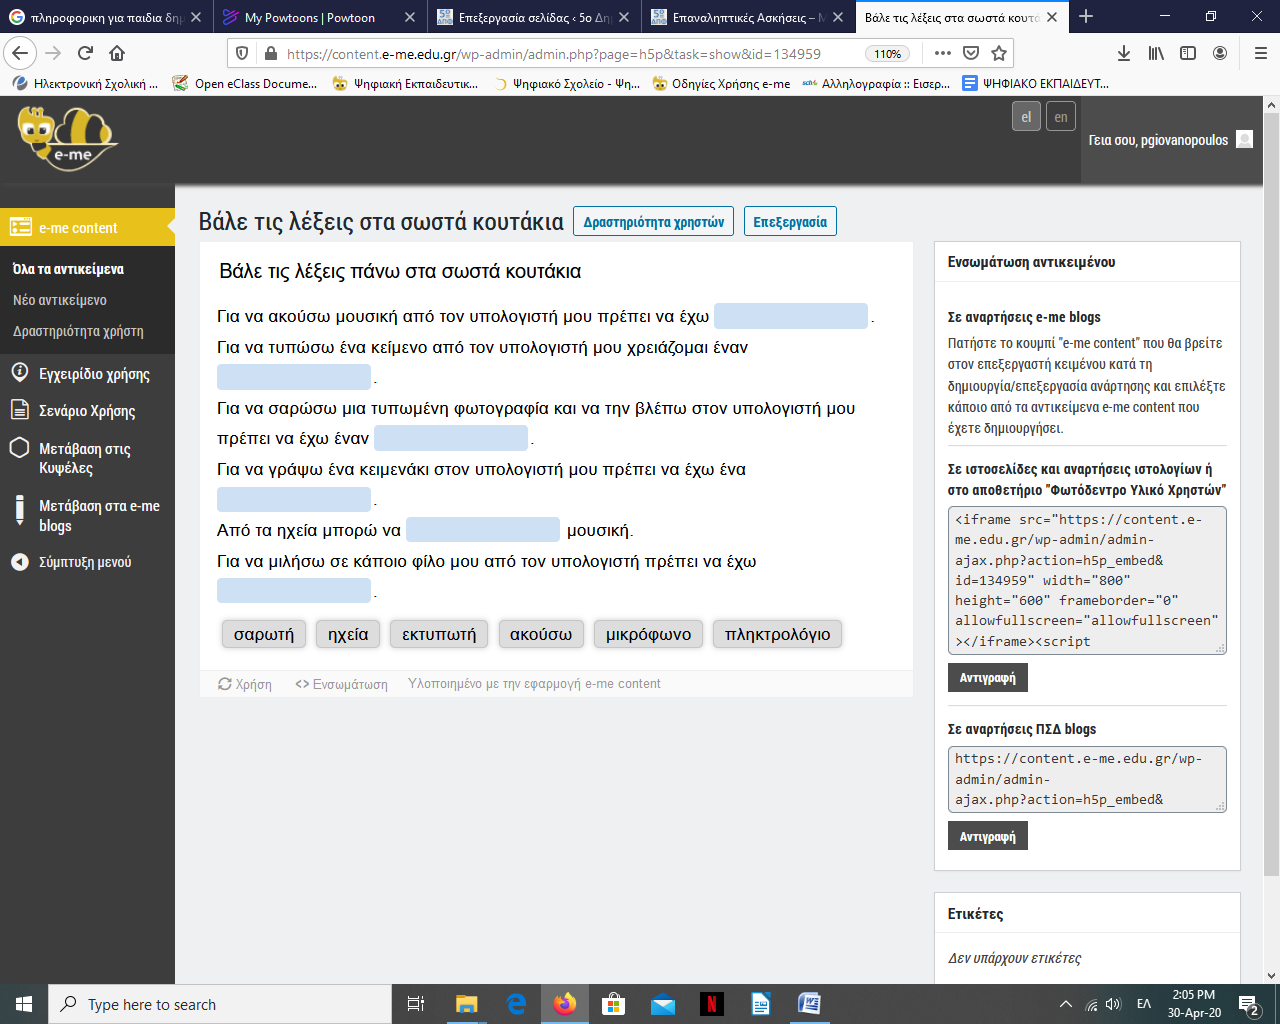 πληροφορικη για παιδια δημ
My Powtoons | Powtoon
Επεξεργασία σελίδας ‹ 5ο Δημ
Επαναληπτικές Ασκήσεις – Μ
Βάλε τις λέξεις στα σωστά κουτά
https://content.e-me.edu.gr/wp-admin/admin.php?page=h5p&task=show&id=134959
110%
Ηλεκτρονική Σχολική ...
Open eClass Docume...
Ψηφιακή Εκπαιδευτικ...
Ψηφιακό Σχολείο - Ψη...
Οδηγίες Χρήσης e-me
Αλληλογραφία :: Εισερ...
ΨΗΦΙΑΚΟ ΕΚΠΑΙΔΕΥΤ...
e-me
el
en
Γεια σου, pgiovanopoulos
e-me content
Όλα τα αντικείμενα
Νέο αντικείμενο
Δραστηριότητα χρήστη
Εγχειρίδιο χρήσης
Σενάριο Χρήσης
Μετάβαση στις
Κυψέλες
Μετάβαση στα e-me
blogs
Σύμπτυξη μενού
Βάλε τις λέξεις στα σωστά κουτάκια
Δραστηριότητα χρηστών
Επεξεργασία
Βάλε τις λέξεις πάνω στα σωστά κουτάκια
Για να ακούσω μουσική από τον υπολογιστή μου πρέπει να έχω .
Για να τυπώσω ένα κείμενο από τον υπολογιστή μου χρειάζομαι έναν
.
Για να σαρώσω μια τυπωμένη φωτογραφία και να την βλέπω στον υπολογιστή μου
πρέπει να έχω έναν .
Για να γράψω ένα κειμενάκι στον υπολογιστή μου πρέπει να έχω ένα
.
Από τα ηχεία μπορώ να μουσική.
Για να μιλήσω σε κάποιο φίλο μου από τον υπολογιστή πρέπει να έχω
.
σαρωτή ηχεία εκτυπωτή ακούσω μικρόφωνο πληκτρολόγιο
Χρήση <> Ενσωμάτωση Υλοποιημένο με την εφαρμογή e-me content
Ενσωμάτωση αντικειμένου
Σε αναρτήσεις e-me blogs
Πατήστε το κουμπί "e-me content" που θα βρείτε
στον επεξεργαστή κειμένου κατά τη
δημιουργία/επεξεργασία ανάρτησης και επιλέξτε
κάποιο από τα αντικείμενα e-me content που
έχετε δημιουργήσει.
Σε ιστοσελίδες και αναρτήσεις ιστολογίων ή
στο αποθετήριο "Φωτόδεντρο Υλικό Χρηστών"
<iframe src="https://content.e-
me.edu.gr/wp-admin/admin-
ajax.php?action=h5p_embed&
id=134959" width="800"
height="600" frameborder="0"
allowfullscreen="allowfullscreen"
></iframe><script
Αντιγραφή
Σε αναρτήσεις ΠΣΔ blogs
https://content.e-me.edu.gr/wp-
admin/admin-
ajax.php?action=h5p_embed&
Αντιγραφή
Ετικέτες
Δεν υπάρχουν ετικέτες
Type here to search
ΕΛ
2:05 PM
30-Apr-20
2